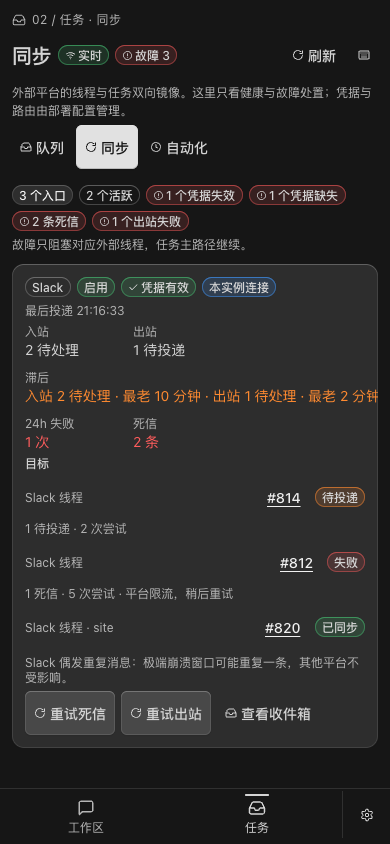 02 / 任务 · 同步
同步 实时 故障 3 刷新
外部平台的线程与任务双向镜像。这里只看健康与故障处置；凭据与
路由由部署配置管理。
队列 同步 自动化
3 个入口 2 个活跃 1 个凭据失效 1 个凭据缺失
2 条死信 1 个出站失败
故障只阻塞对应外部线程，任务主路径继续。
Slack 启用 凭据有效 本实例连接
最后投递 21:16:33
入站 出站
2 待处理 1 待投递
滞后
入站 2 待处理 · 最老 10 分钟 · 出站 1 待处理 · 最老 2 分钟
24h 失败 死信
1 次 2 条
目标
Slack 线程 #814 待投递
1 待投递 · 2 次尝试
Slack 线程 #812 失败
1 死信 · 5 次尝试 · 平台限流，稍后重试
Slack 线程 · site #820 已同步
Slack 偶发重复消息：极端崩溃窗口可能重复一条，其他平台不
受影响。
重试死信 重试出站 查看收件箱
工作区 任务